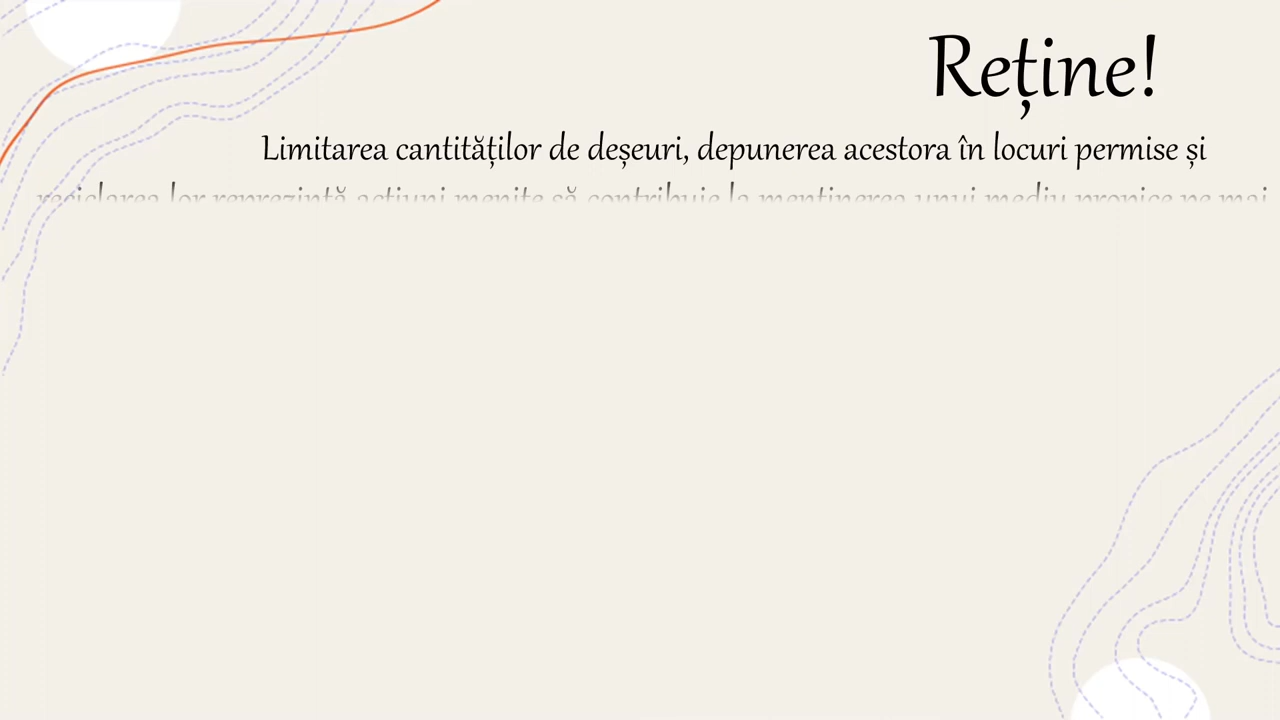 Reține!
Limitarea cantităților de deșeuri, depunerea acestora în locuri permise și
reciclarea lor reprezintă acțiuni menite să contribuie la menținerea unui mediu propice pe mai